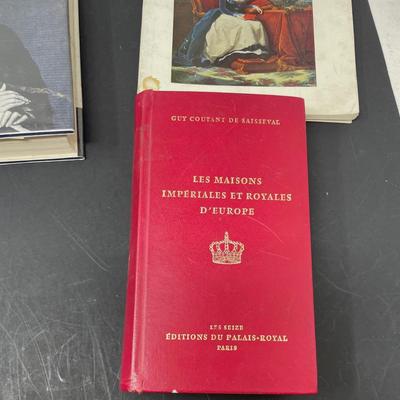 GUY COUTANT DE SAISSEVAL
LES MAISONS
IMPÉRIALES ET ROYALES
D'EUROPE
LES SEIZE
ÉDITIONS DU PALAIS-ROYAL
PARIS